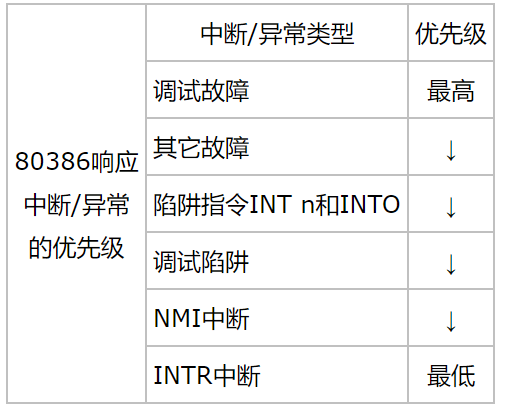 中断/异常类型 优先级
80386响应
中断/异常
的优先级
调试故障 最高
其它故障 ↓
陷阱指令INT n和INTO ↓
调试陷阱 ↓
NMI中断 ↓
INTR中断 最低